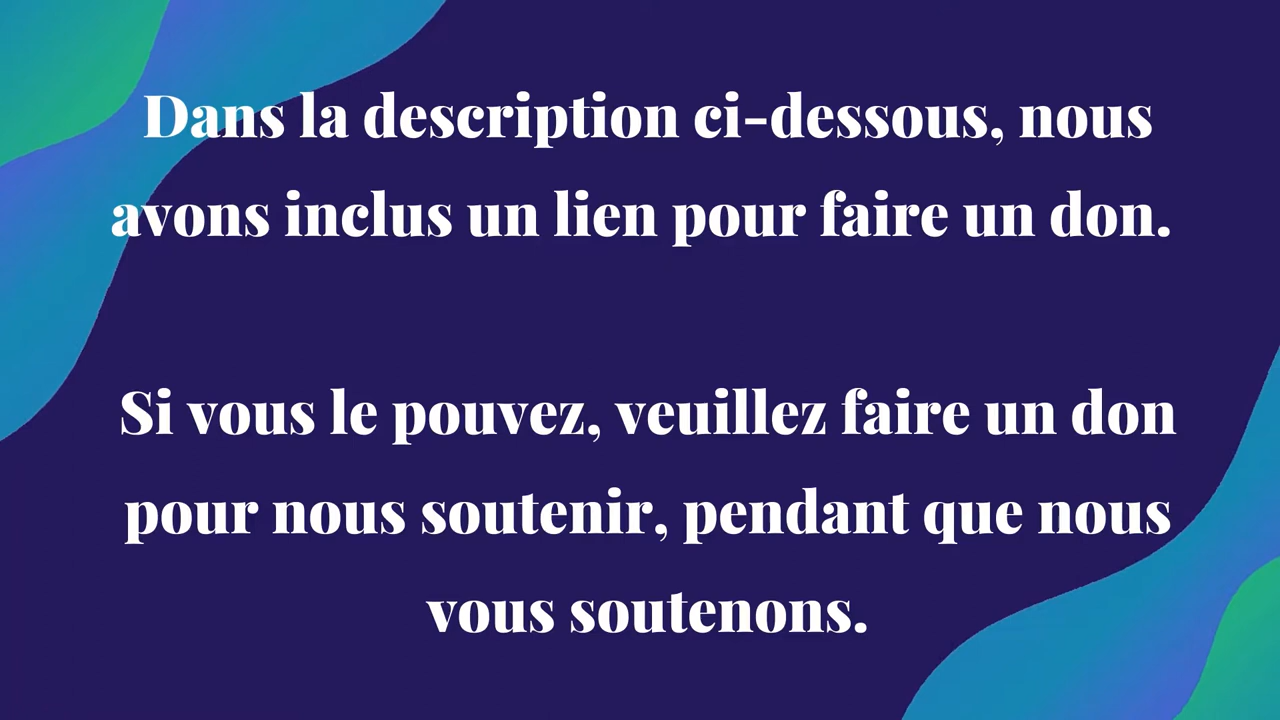 Dans la description ci-dessous, nous
avons inclus un lien pour faire un don.
Si vous le pouvez, veuillez faire un don
pour nous soutenir, pendant que nous
vous soutenons.